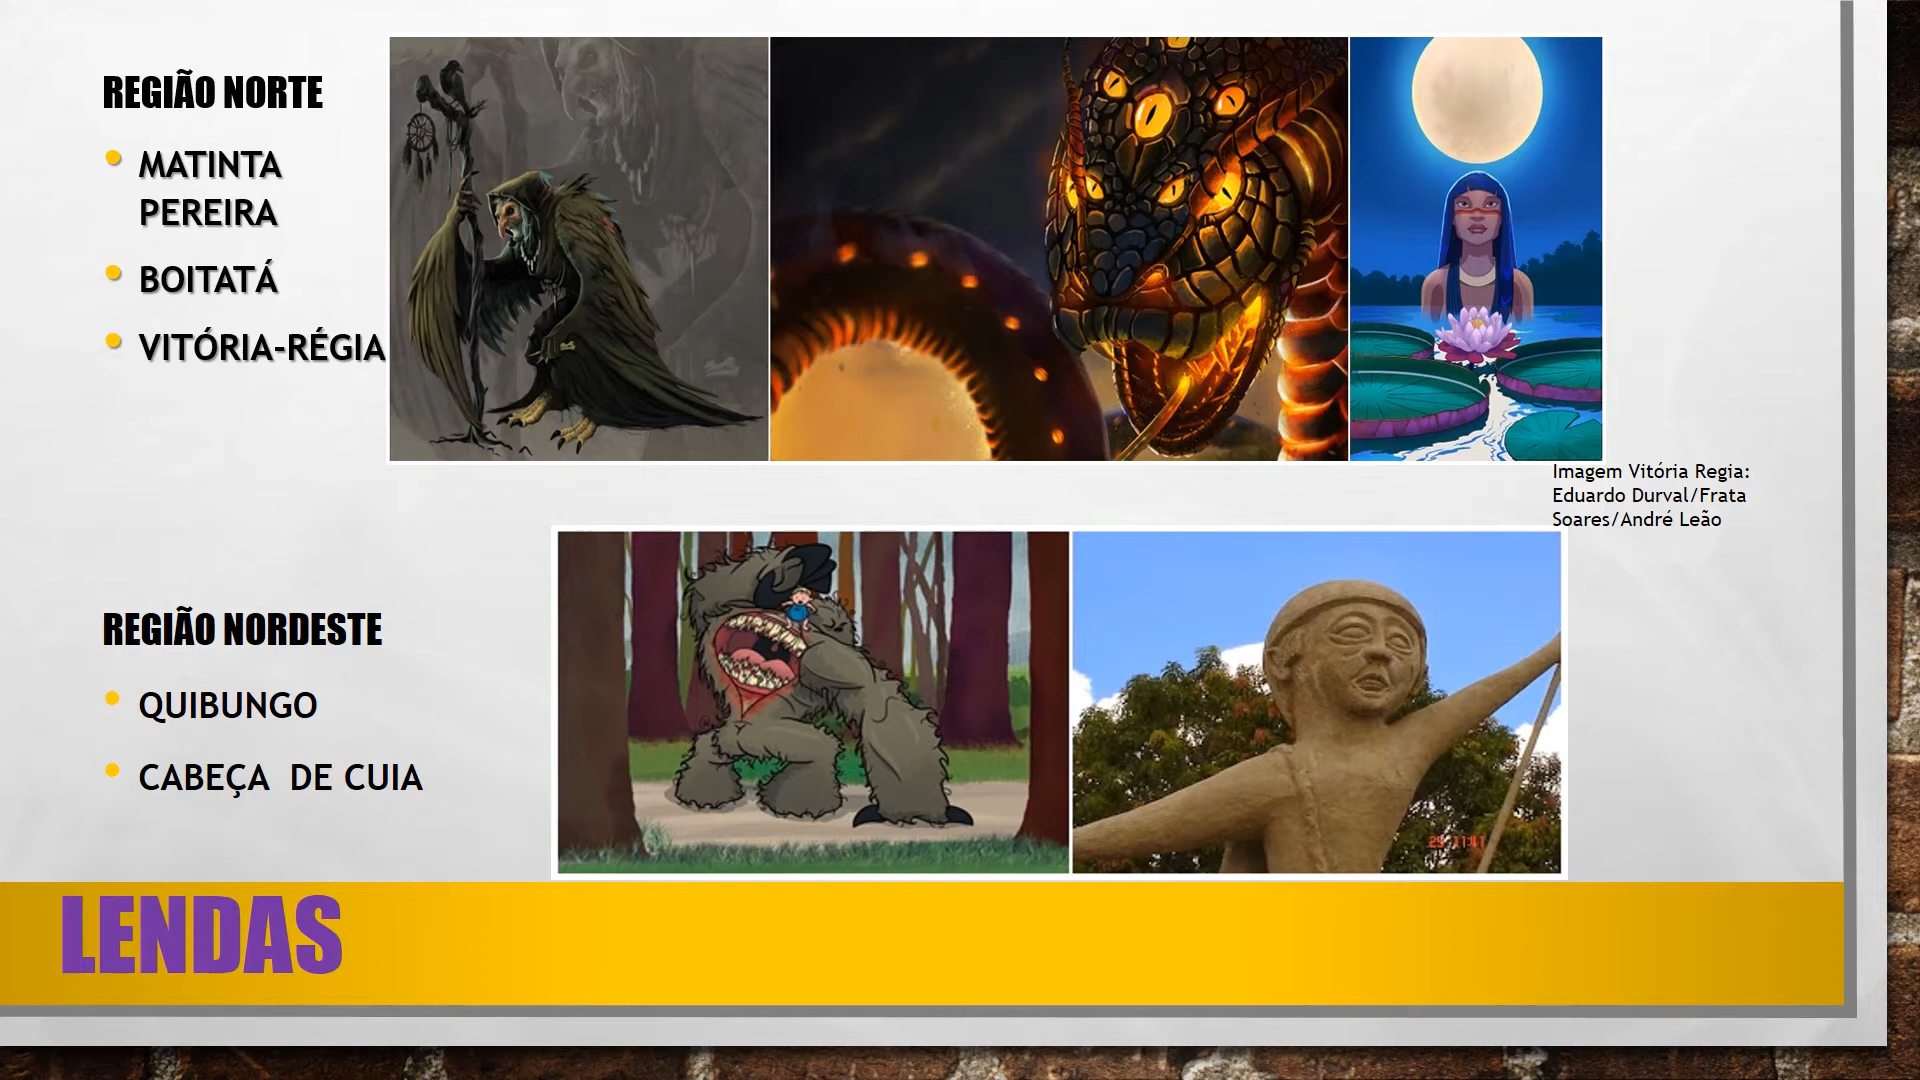 REGIÃO NORTE
MATINTA
PEREIRA
BOITATÁ
VITÓRIA-RÉGIA
Imagem Vitória Regia:
Eduardo Durval/Frata
Soares/André Leão
REGIÃO NORDESTE
QUIBUNGO
CABEÇA DE CUIA
LENDAS